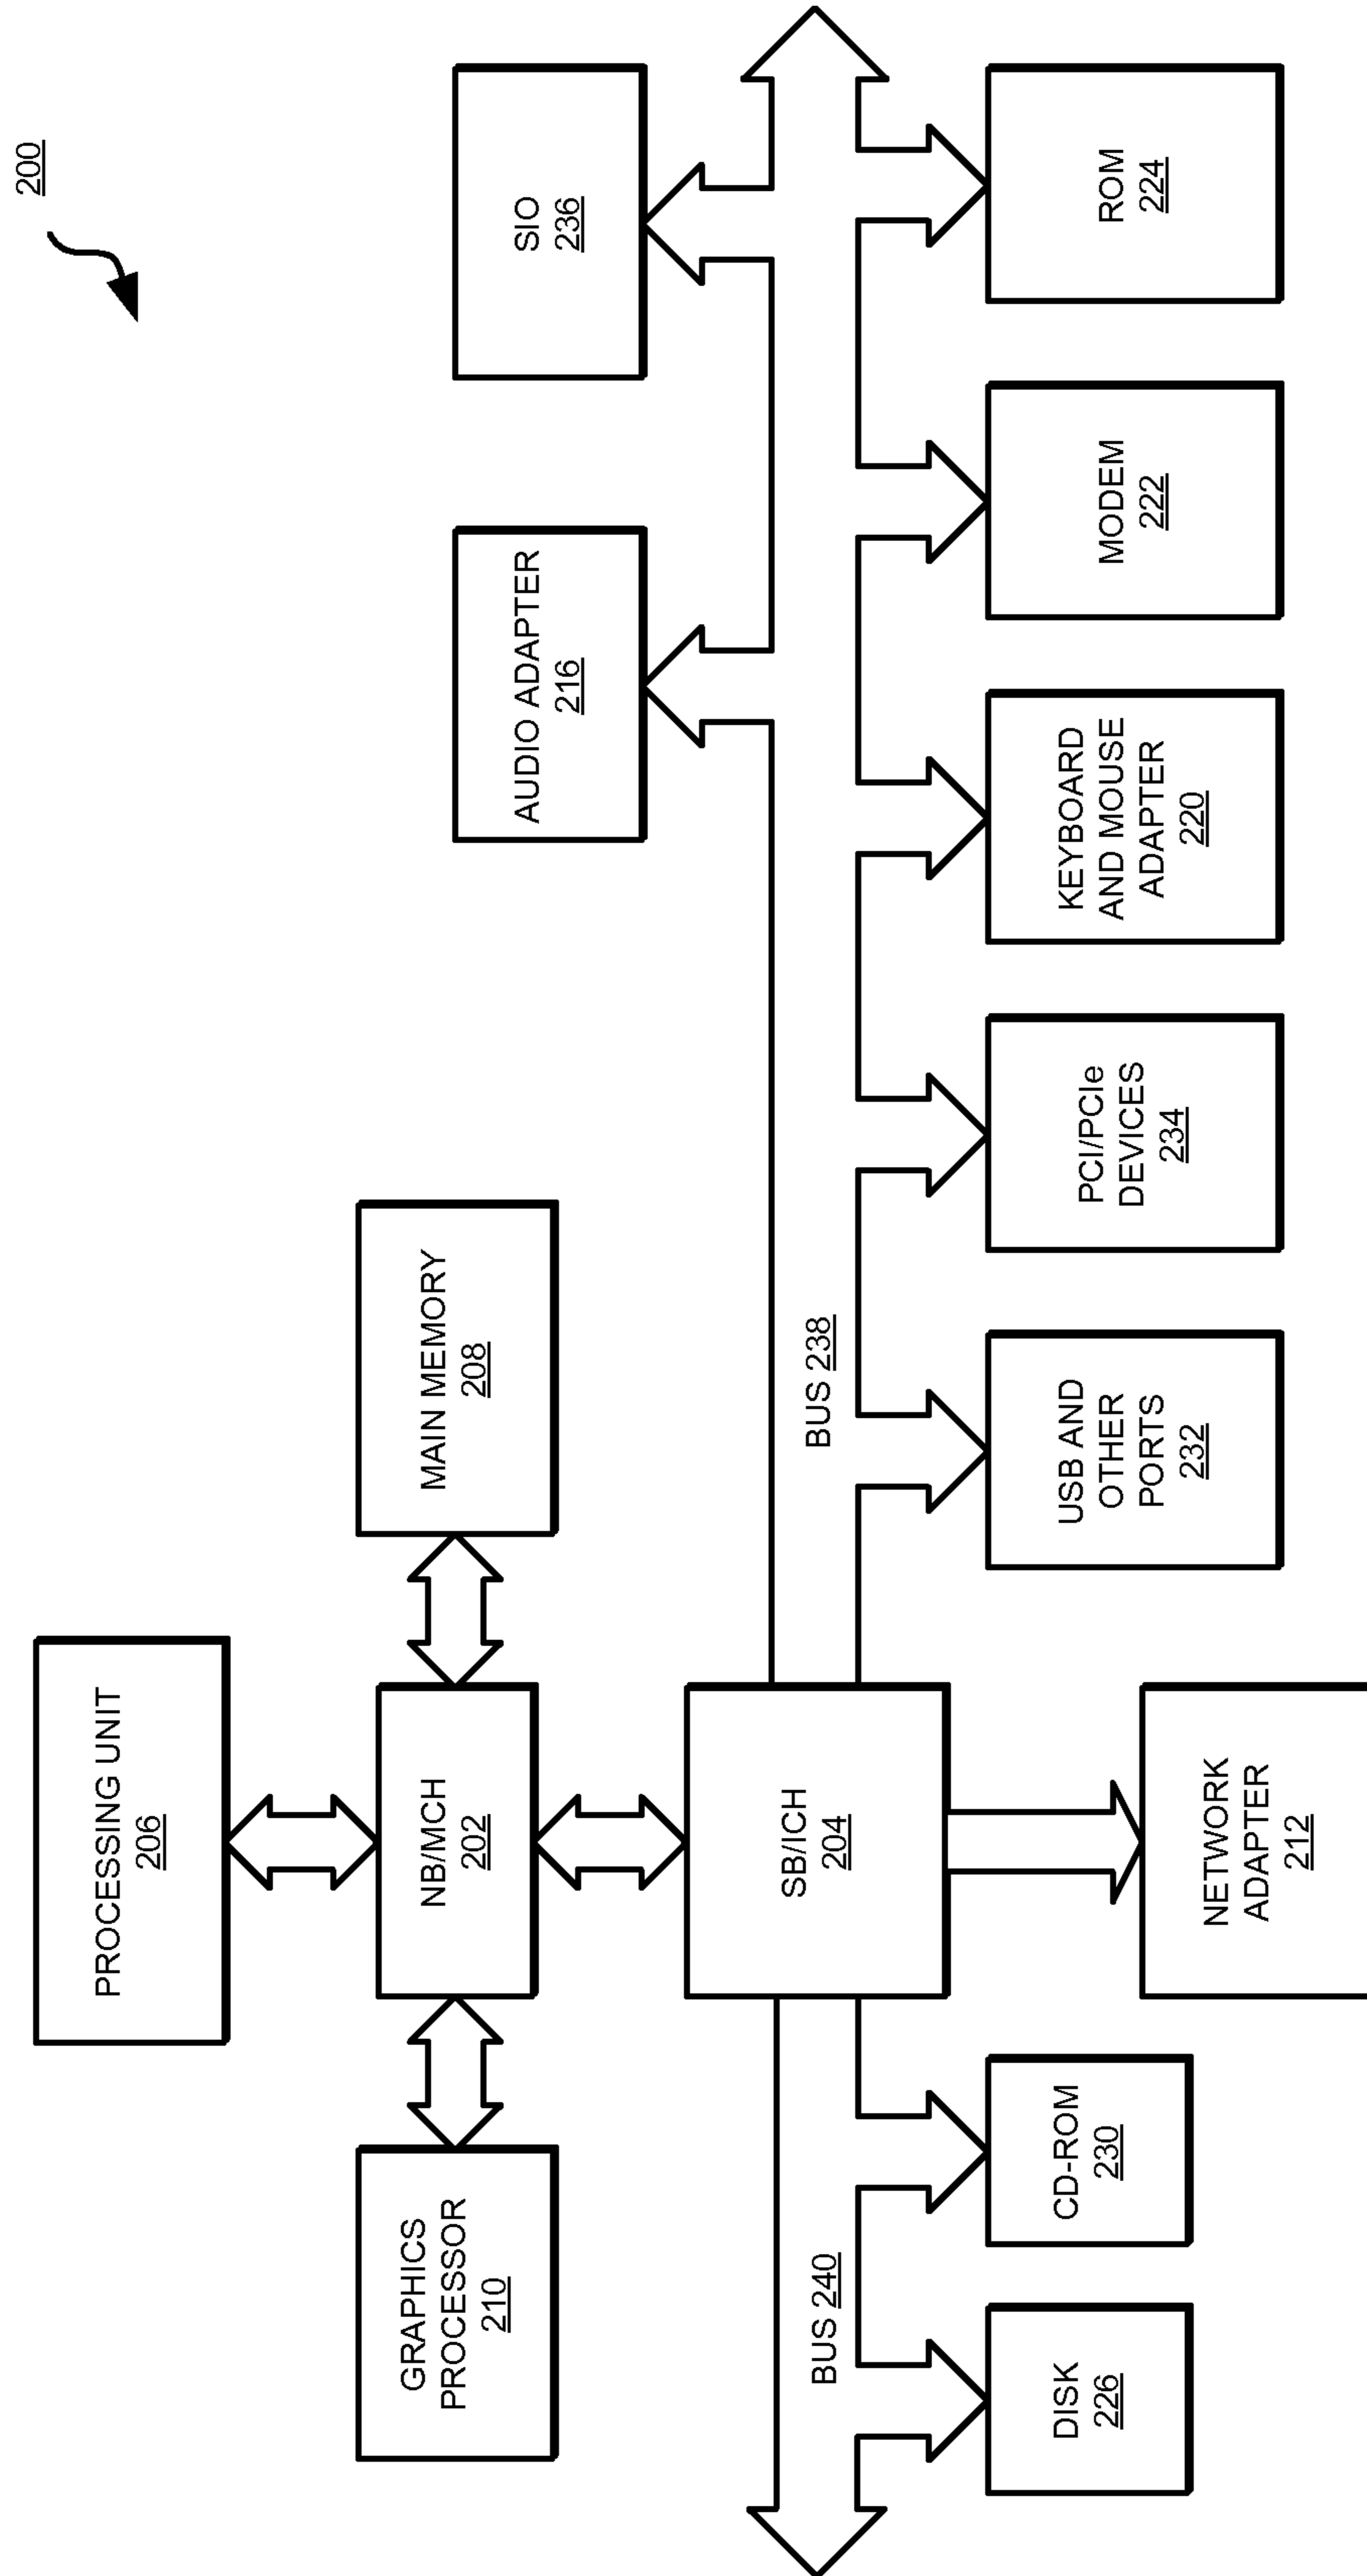 200
PROCESSING UNIT
206
GRAPHICS
PROCESSOR
210
NB/MCH
202
MAIN MEMORY
208
AUDIO ADAPTER
216
SIO
236
SB/ICH
204
BUS 240
BUS 238
DISK
226
CD-ROM
230
USB AND
OTHER
PORTS
232
PCI/PCIe
DEVICES
234
KEYBOARD
AND MOUSE
ADAPTER
220
MODEM
222
ROM
224
NETWORK
ADAPTER
212